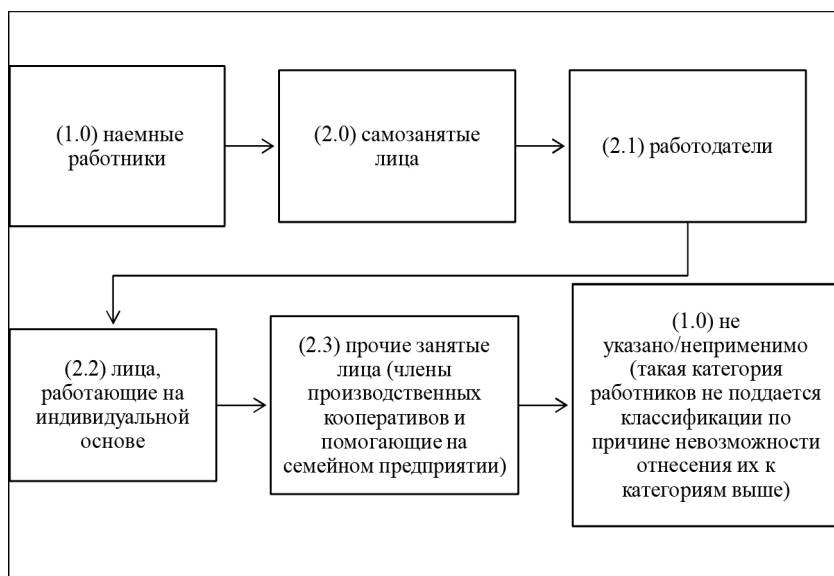 (1.0) наемные
работники
(2.0) самозанятые
лица
(2.1) работодатели
(2.2) лица,
работающие на
индивидуальной
основе
(2.3) прочие занятые
лица (члены
производственных
кооперативов и
помогающие на
семейном предприятии)
(1.0) не
указано/неприменимо
(такая категория
работников не поддается
классификации по
причине невозможности
отнесения их к
категориям выше)